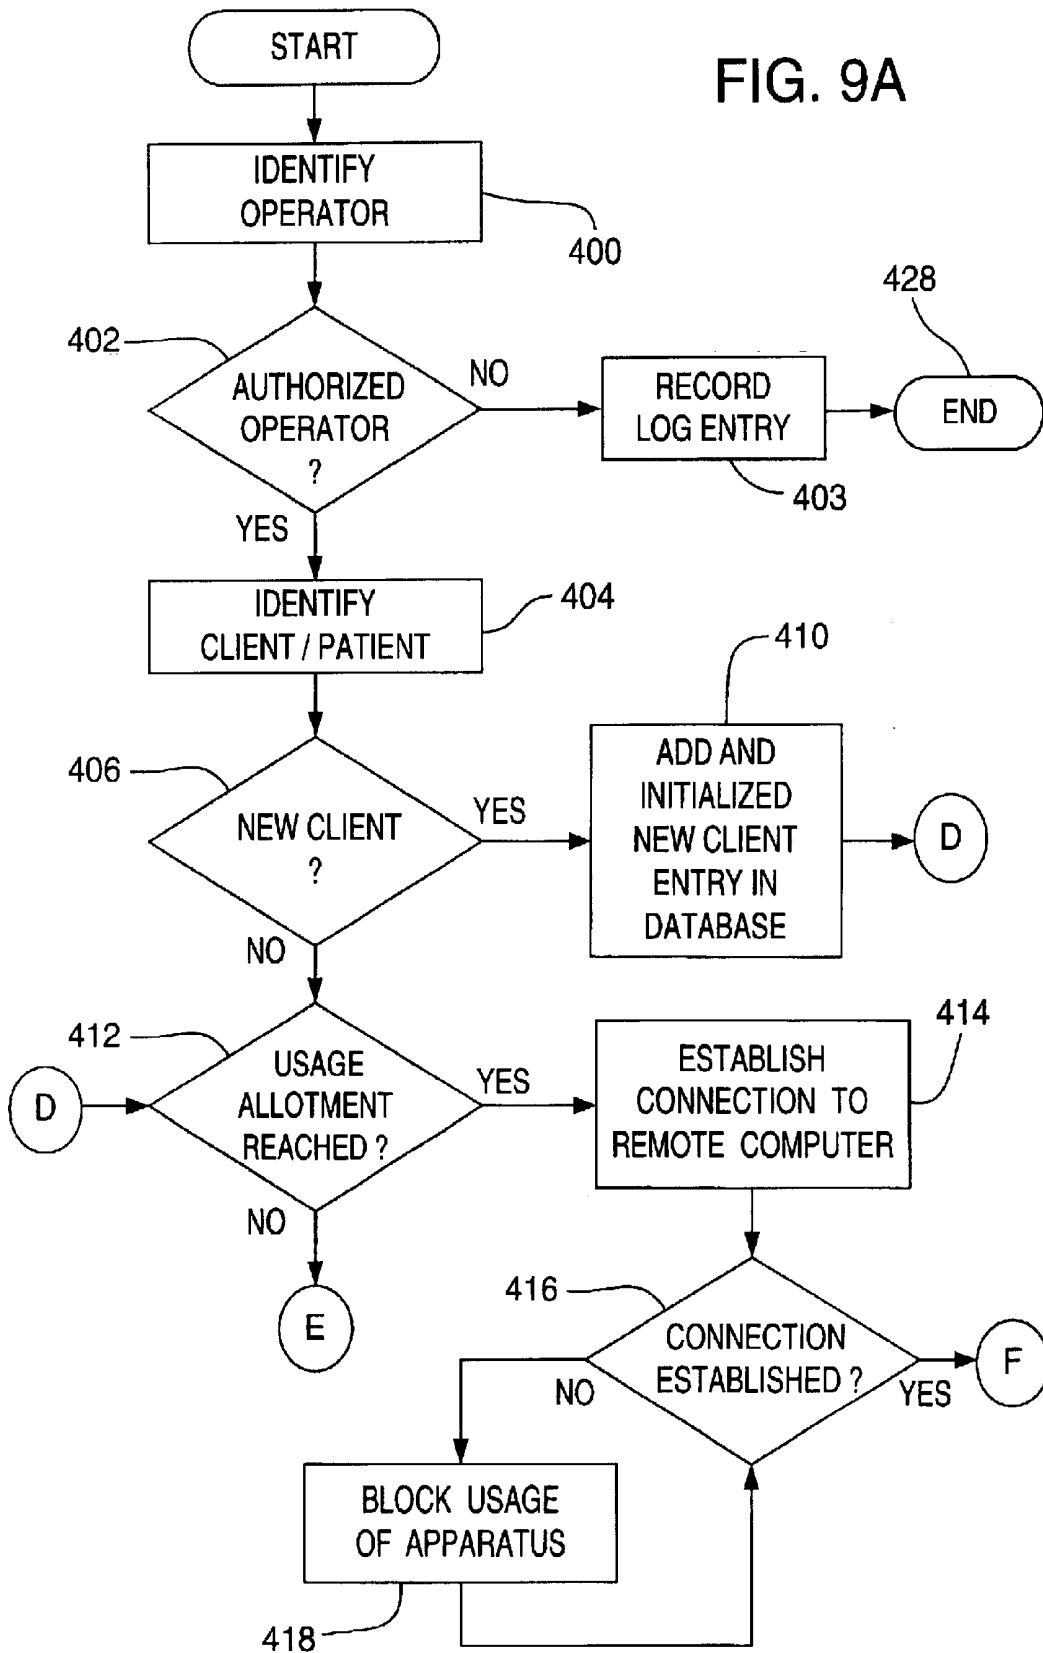 START
FIG. 9A
IDENTIFY
OPERATOR
400
428
402
AUTHORIZED
OPERATOR
?
NO
RECORD
LOG ENTRY
END
403
YES
IDENTIFY
CLIENT / PATIENT
404
410
406
NEW CLIENT
?
YES
ADD AND
INITIALIZED
NEW CLIENT
ENTRY IN
DATABASE
D
NO
412
414
D
USAGE
ALLOTMENT
REACHED ?
YES
ESTABLISH
CONNECTION TO
REMOTE COMPUTER
NO
E
416
CONNECTION
ESTABLISHED ?
NO
YES
F
BLOCK USAGE
OF APPARATUS
418